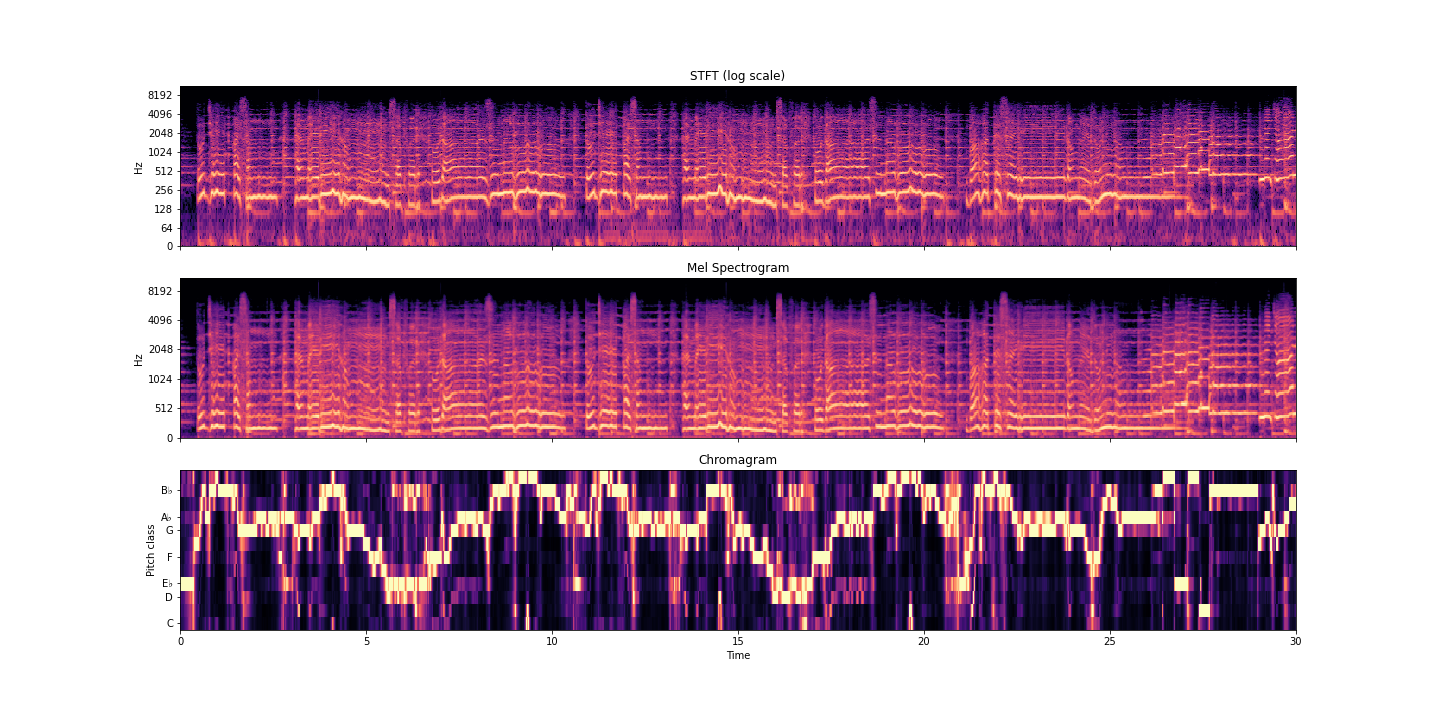 STFT (log scale)
8192
4096
2048
1024
512
256
128
64
0
Hz
Mel Spectrogram
8192
4096
2048
1024
512
0
Hz
Chromagram
B♭
A♭
G
F
E♭
D
C
Pitch class
0 5 10 15 20 25 30
Time